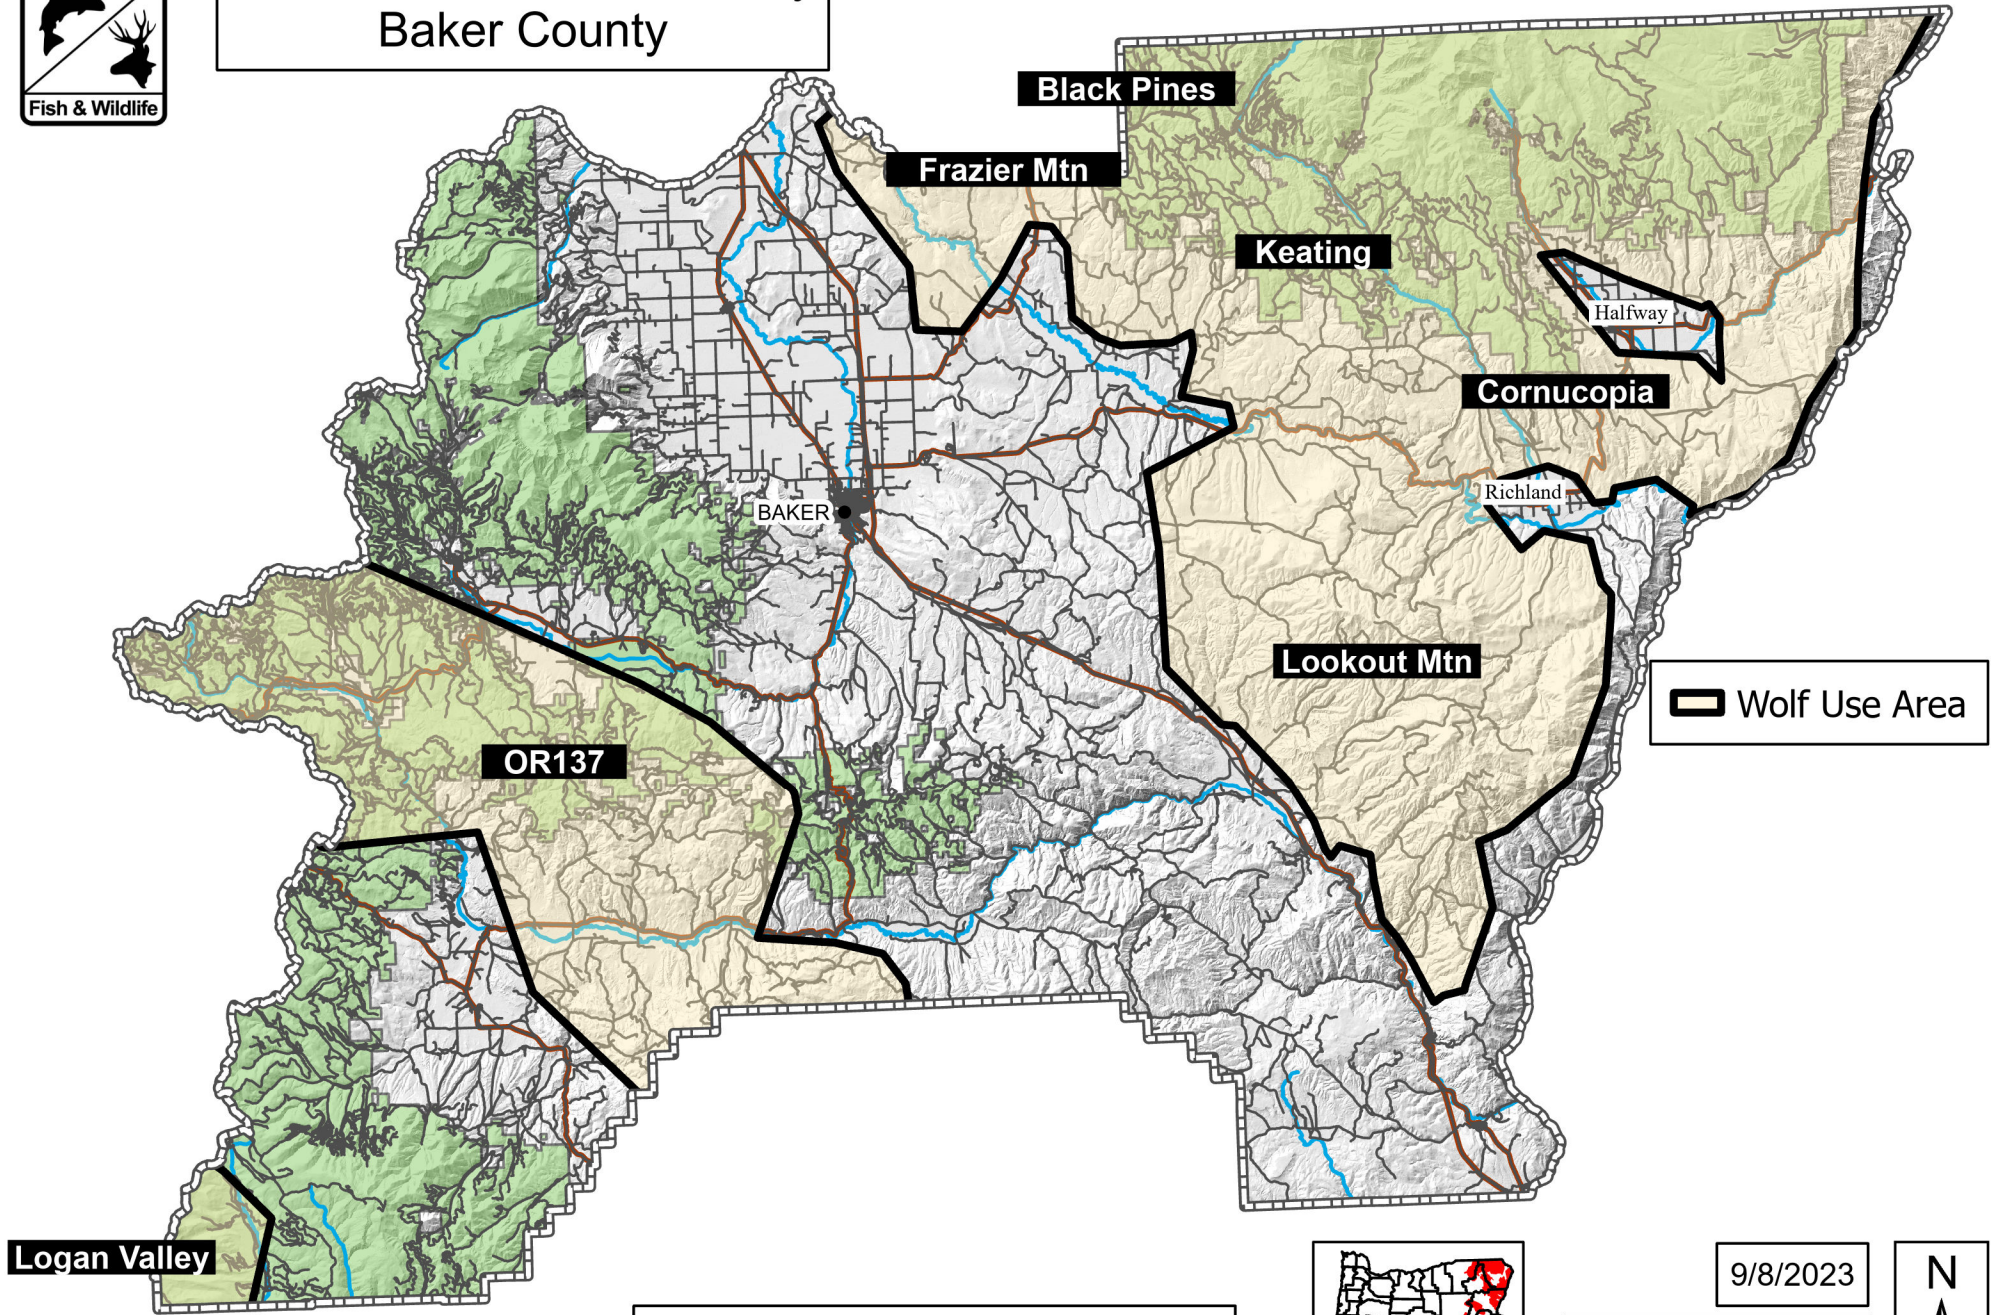 Baker County
Fish & Wildlife
Black Pines
Frazier Mtn
Keating
Halfway
Cornucopia
Richland
BAKER
Lookout Mtn
Wolf Use Area
OR137
Logan Valley
9/8/2023
N